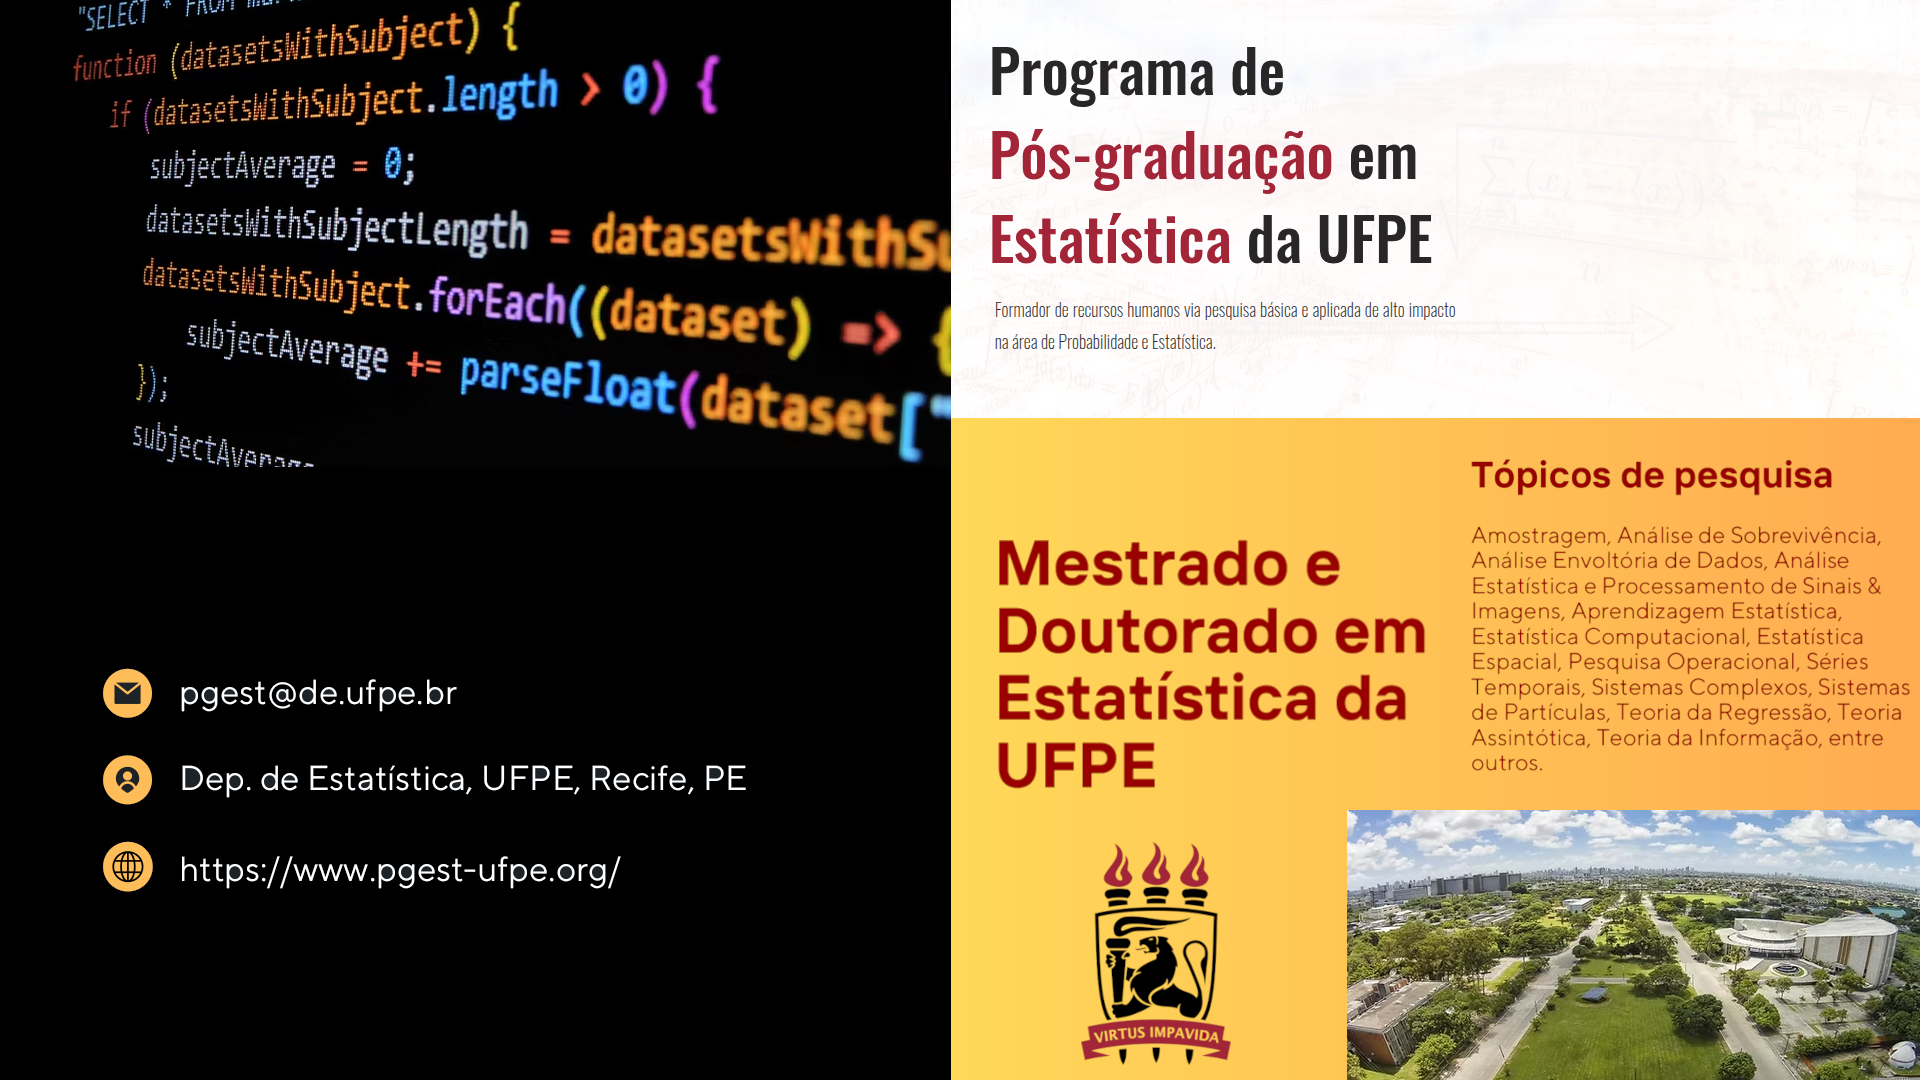 "SELECT * FROM
function (datasetsWithSubject) {
if (datasetsWithSubject.length > 0) {
subjectAverage = 0;
datasetsWithSubjectLength = datasetsWithSu
datasetsWithSubject.forEach((dataset) => {
subjectAverage += parseFloat(dataset["
});
subjectAverage
pgest@de.ufpe.br
Dep. de Estatística, UFPE, Recife, PE
https://www.pgest-ufpe.org/
Programa de
Pós-graduação em
Estatística da UFPE
Formador de recursos humanos via pesquisa básica e aplicada de alto impacto
na área de Probabilidade e Estatística.
Mestrado e
Doutorado em
Estatística da
UFPE
VIRTUS IMPAVIDA
Tópicos de pesquisa
Amostragem, Análise de Sobrevivência,
Análise Envoltória de Dados, Análise
Estatística e Processamento de Sinais &
Imagens, Aprendizagem Estatística,
Estatística Computacional, Estatística
Espacial, Pesquisa Operacional, Séries
Temporais, Sistemas Complexos, Sistemas
de Partículas, Teoria da Regressão, Teoria
Assintótica, Teoria da Informação, entre
outros.